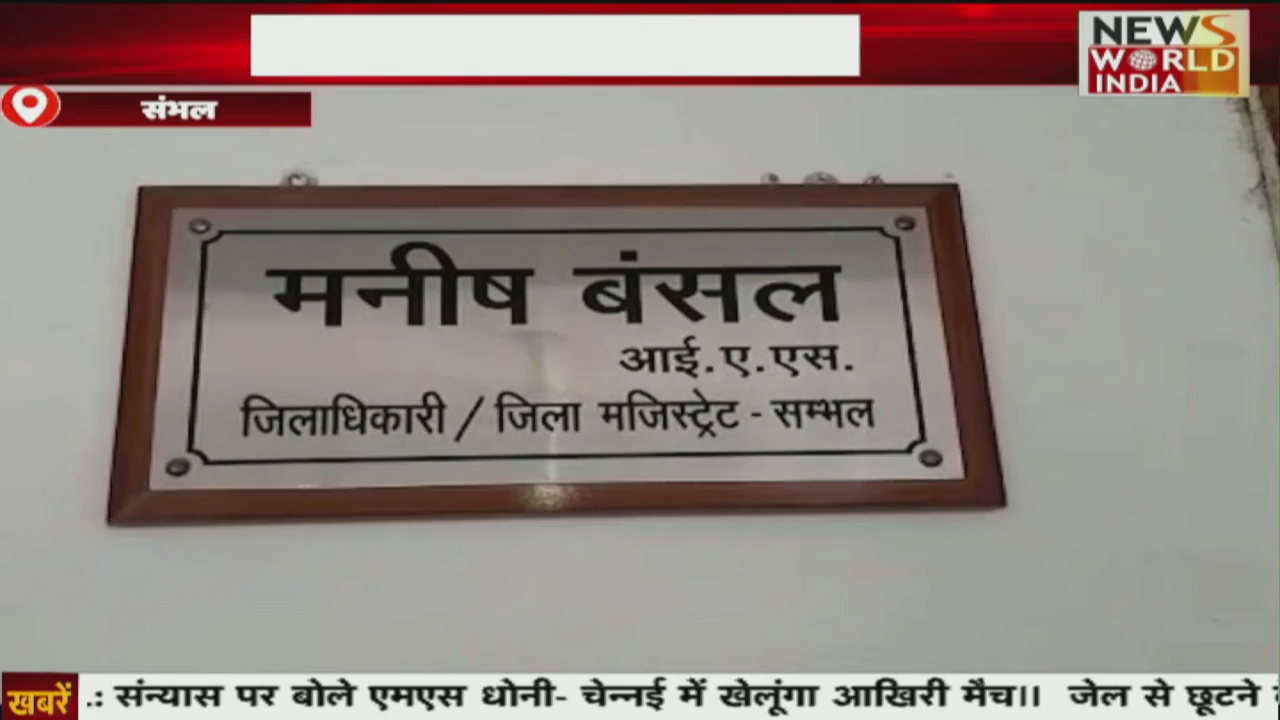 NEWS
WORLD
INDIA
संभल
मनीष बंसल
आई.ए.एस.
जिलाधिकारी / जिला मजिस्ट्रेट - सम्भल
खबरें
.: संन्यास पर बोले एमएस धोनी- चेन्नई में खेलूंगा आखिरी मैच।। जेल से छूटने